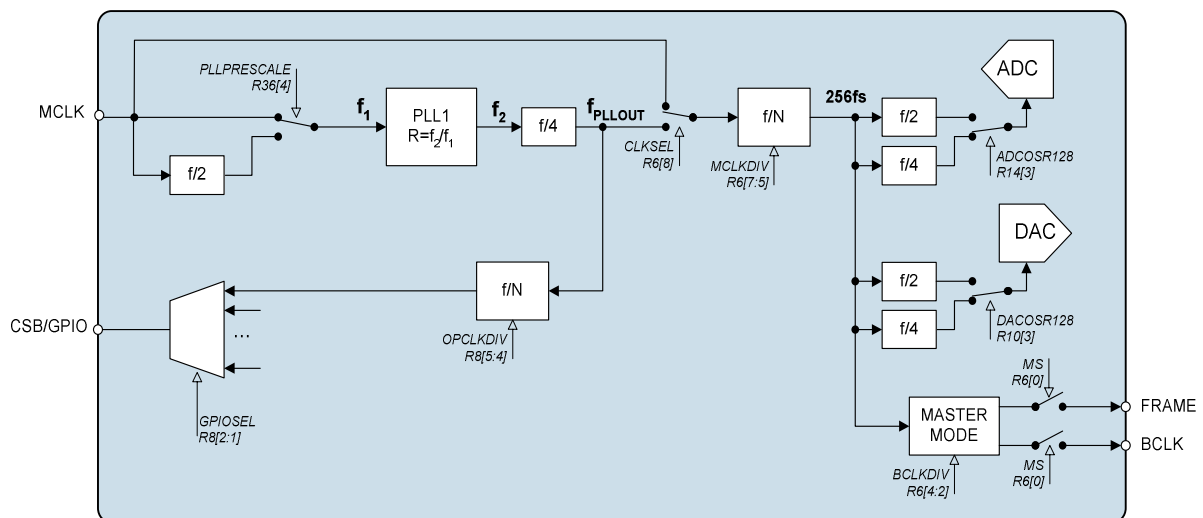 ADC
PLLPRESCALE
R36[4]
MCLK
f1
PLL1
R=f2/f1
f2
f/4
fPLLOUT
f/N
256fs
f/2
f/2
CLKSEL
R6[8]
MCLKDIV
R6[7:5]
f/4
ADCOSR128
R14[3]
DAC
f/N
f/2
CSB/GPIO
...
OPCLKDIV
R8[5:4]
f/4
DACOSR128
R10[3]
GPIOSEL
R8[2:1]
MS
R6[0]
MASTER
MODE
FRAME
BCLK
BCLKDIV
R6[4:2]
MS
R6[0]